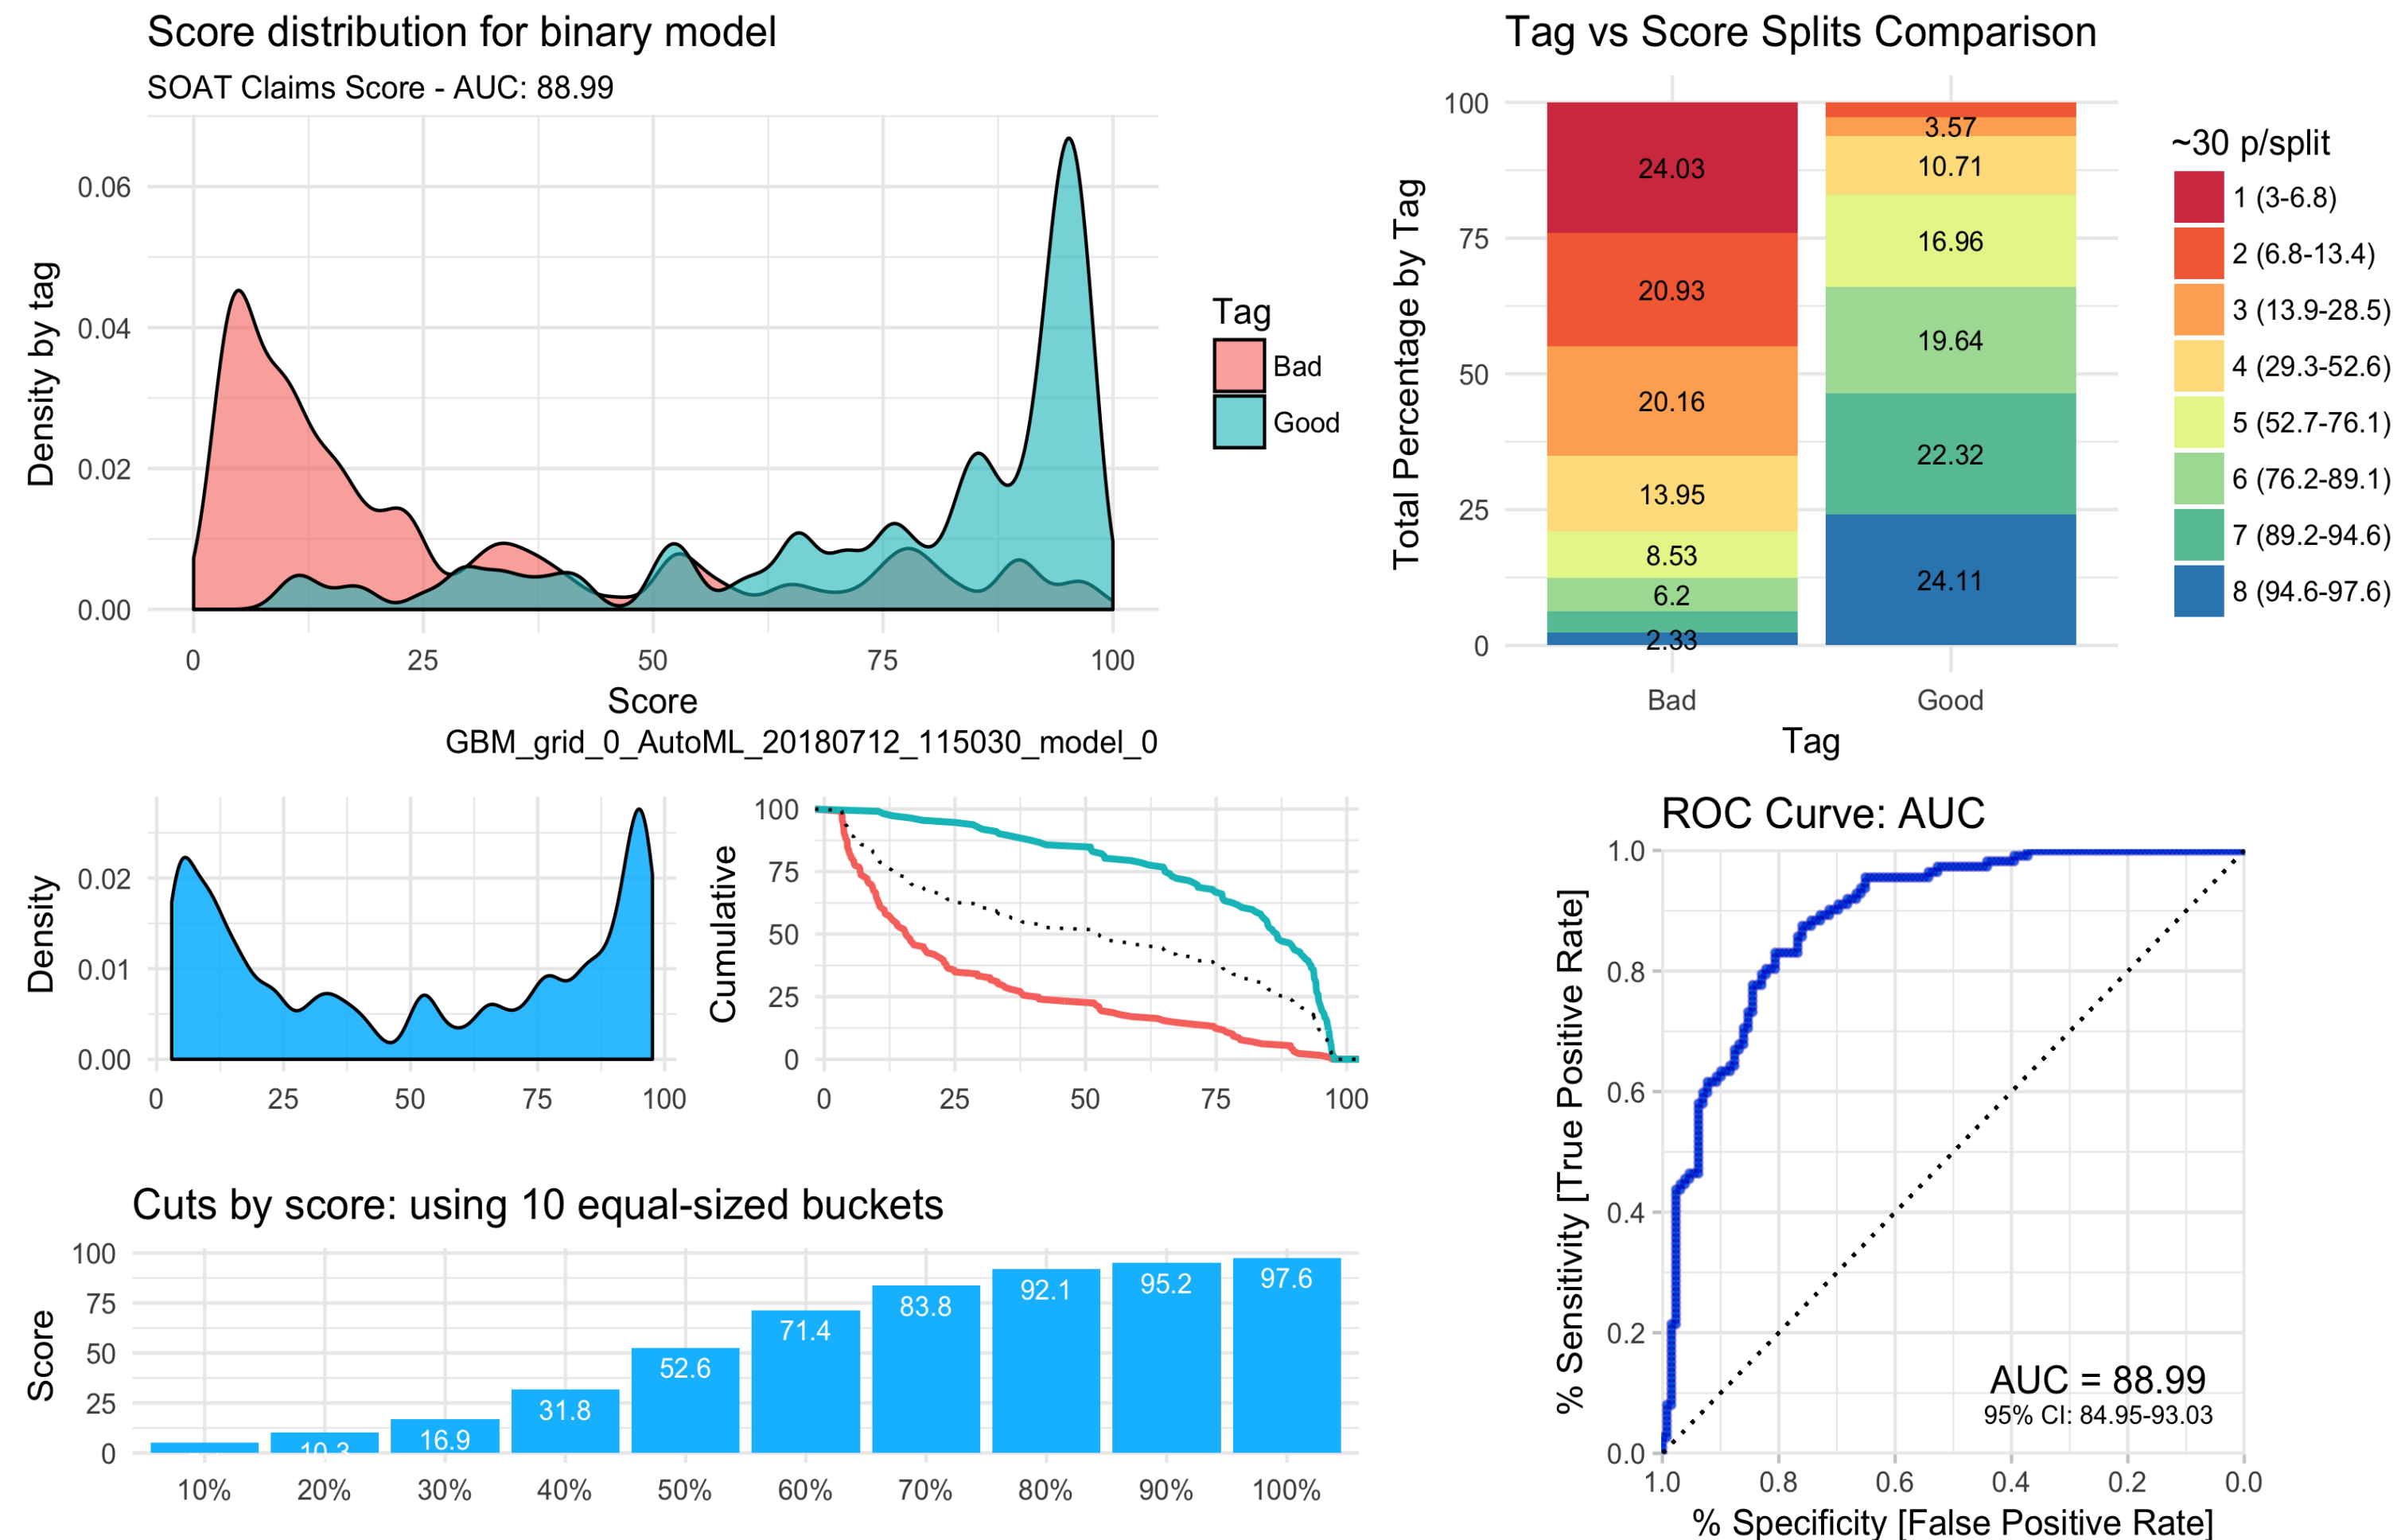 Score distribution for binary model
SOAT Claims Score - AUC: 88.99
Density by tag
0.06
0.04
0.02
0.00
0 25 50 75 100
Score
Tag
Bad
Good
GBM_grid_0_AutoML_20180712_115030_model_0
Tag vs Score Splits Comparison
Total Percentage by Tag
100
75
50
25
0
24.03
20.93
20.16
13.95
8.53
6.2
2.33
3.57
10.71
16.96
19.64
22.32
24.11
Bad Good
Tag
~30 p/split
1 (3-6.8)
2 (6.8-13.4)
3 (13.9-28.5)
4 (29.3-52.6)
5 (52.7-76.1)
6 (76.2-89.1)
7 (89.2-94.6)
8 (94.6-97.6)
Density
0.02
0.01
0.00
0 25 50 75 100
Cumulative
100
75
50
25
0
0 25 50 75 100
Cuts by score: using 10 equal-sized buckets
Score
100
75
50
25
0
10.3 16.9 31.8 52.6 71.4 83.8 92.1 95.2 97.6
10% 20% 30% 40% 50% 60% 70% 80% 90% 100%
ROC Curve: AUC
% Sensitivity [True Positive Rate]
1.0
0.8
0.6
0.4
0.2
0.0
AUC = 88.99
95% CI: 84.95-93.03
1.0 0.8 0.6 0.4 0.2 0.0
% Specificity [False Positive Rate]